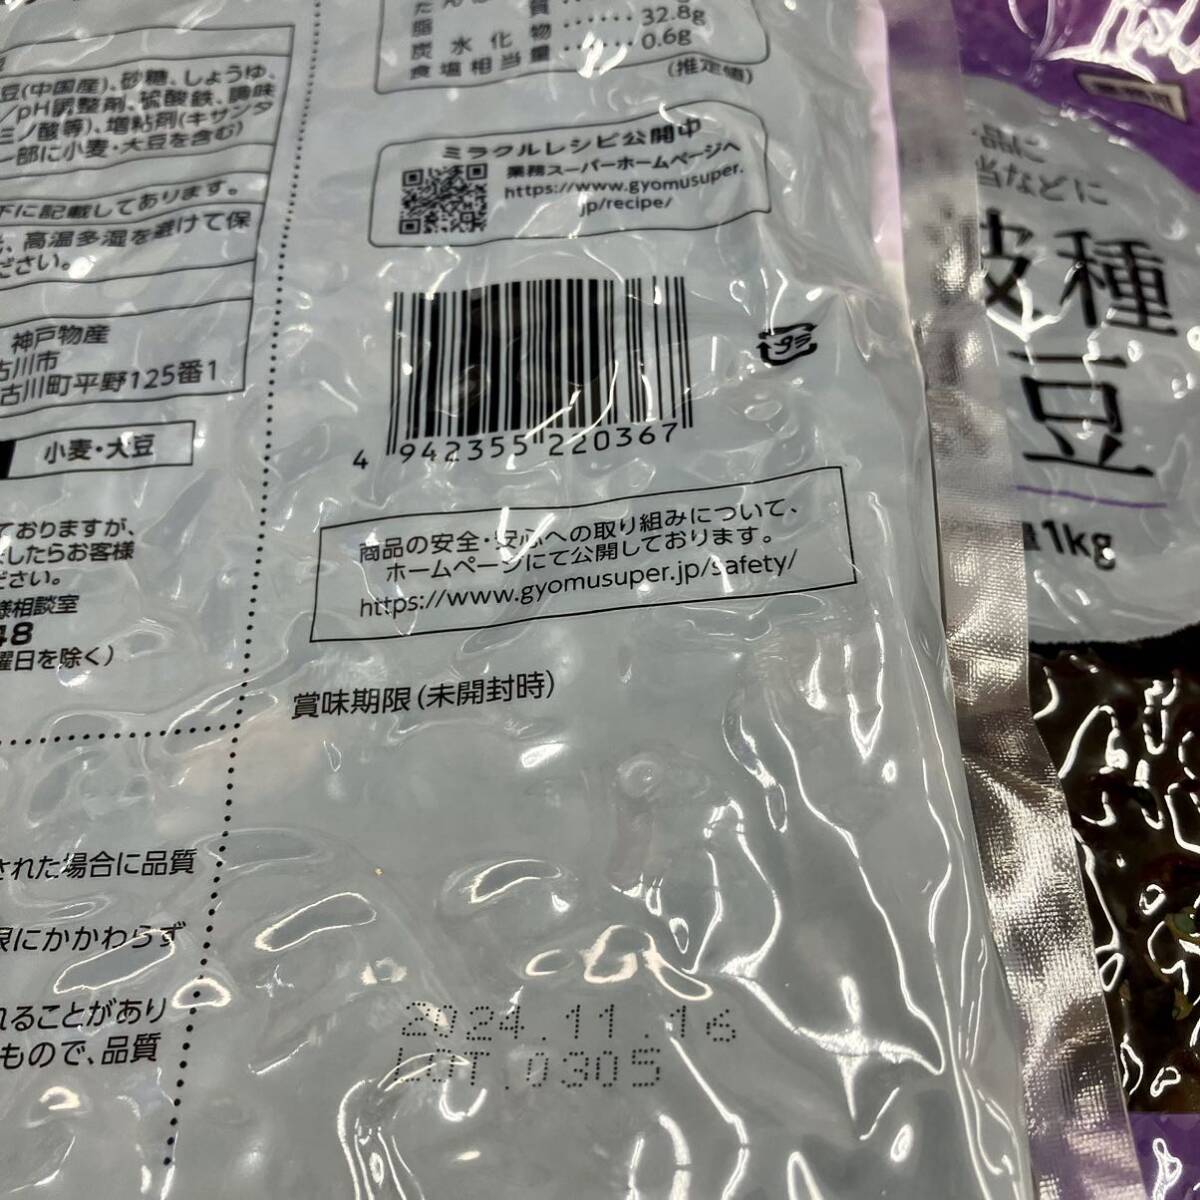 質
脂
32.8g
炭水化物
0.6g
食塩相当量
(推定値)
豆(中国産)、砂糖、しょうゆ、
/pH調整剤、硫酸鉄、調味
ミノ酸等)、増粘剤(キサンタ
一部に小麦・大豆を含む)
下に記載してあります。
、高温多湿を避けて保
ださい。
神戸物産
古川市
古川町平野125番1
小麦・大豆
ておりますが、
ましたらお客様
ださい。
様相談室
48
曜日を除く)
された場合に品質
限にかかわらず
れることがあり
もので、品質
ミラクルレシピ公開中
業務スーパーホームページへ
https://www.gyomusuper.
jp/recipe/
4 942355 220367
商品の安全・安心への取り組みについて、
ホームページにて公開しております。
https://www.gyomusuper.jp/safety/
賞味期限(未開封時)
2024.11.16
LOT.0305
当などに
種
豆
量1kg